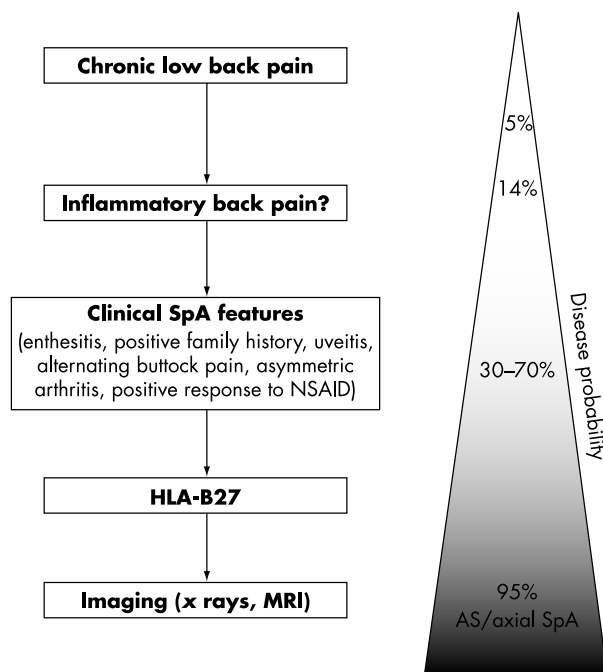 Chronic low back pain
Inflammatory back pain?
Clinical SpA features
(enthesitis, positive family history, uveitis,
alternating buttock pain, asymmetric
arthritis, positive response to NSAID)
HLA-B27
Imaging (x rays, MRI)
5%
14%
30–70%
95%
AS/axial SpA
Disease probability